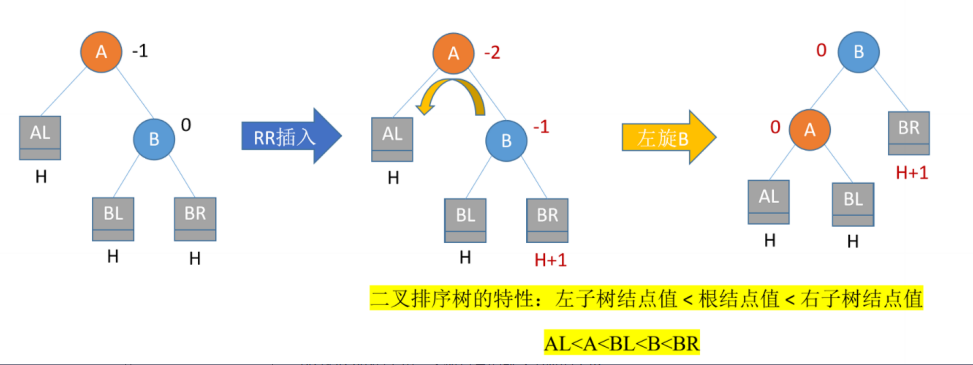 A -1
AL
H
B 0
BL
BR
H
H
RR插入
A -2
AL
H
B -1
BL
BR
H
H+1
左旋B
0 B
0 A
BR
H+1
AL
BL
H
H
二叉排序树的特性：左子树结点值 < 根结点值 < 右子树结点值
AL<A<BL<B<BR